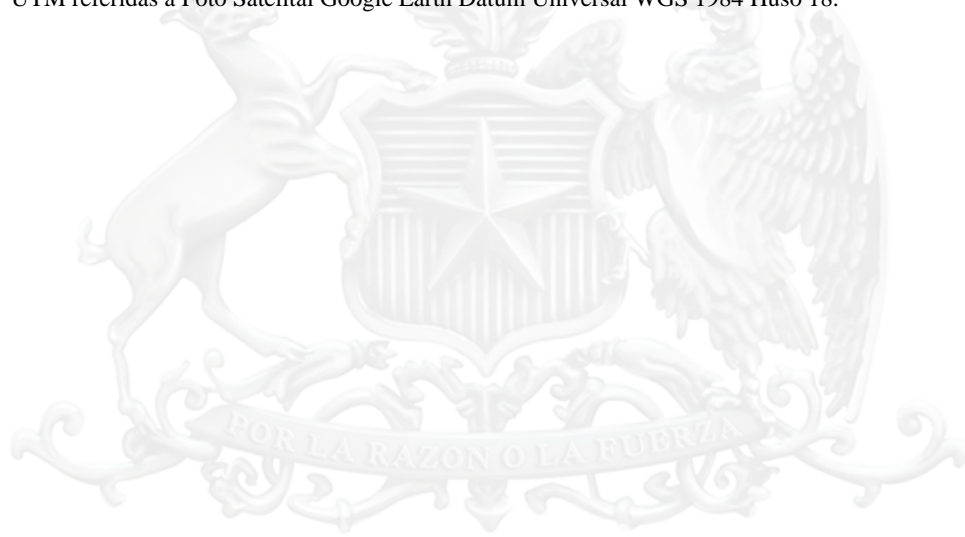 UTM referidas a Foto Satelital Google Earth Datum Universal WGS 1984 Huso 18.
POR LA RAZON O LA FUERZA